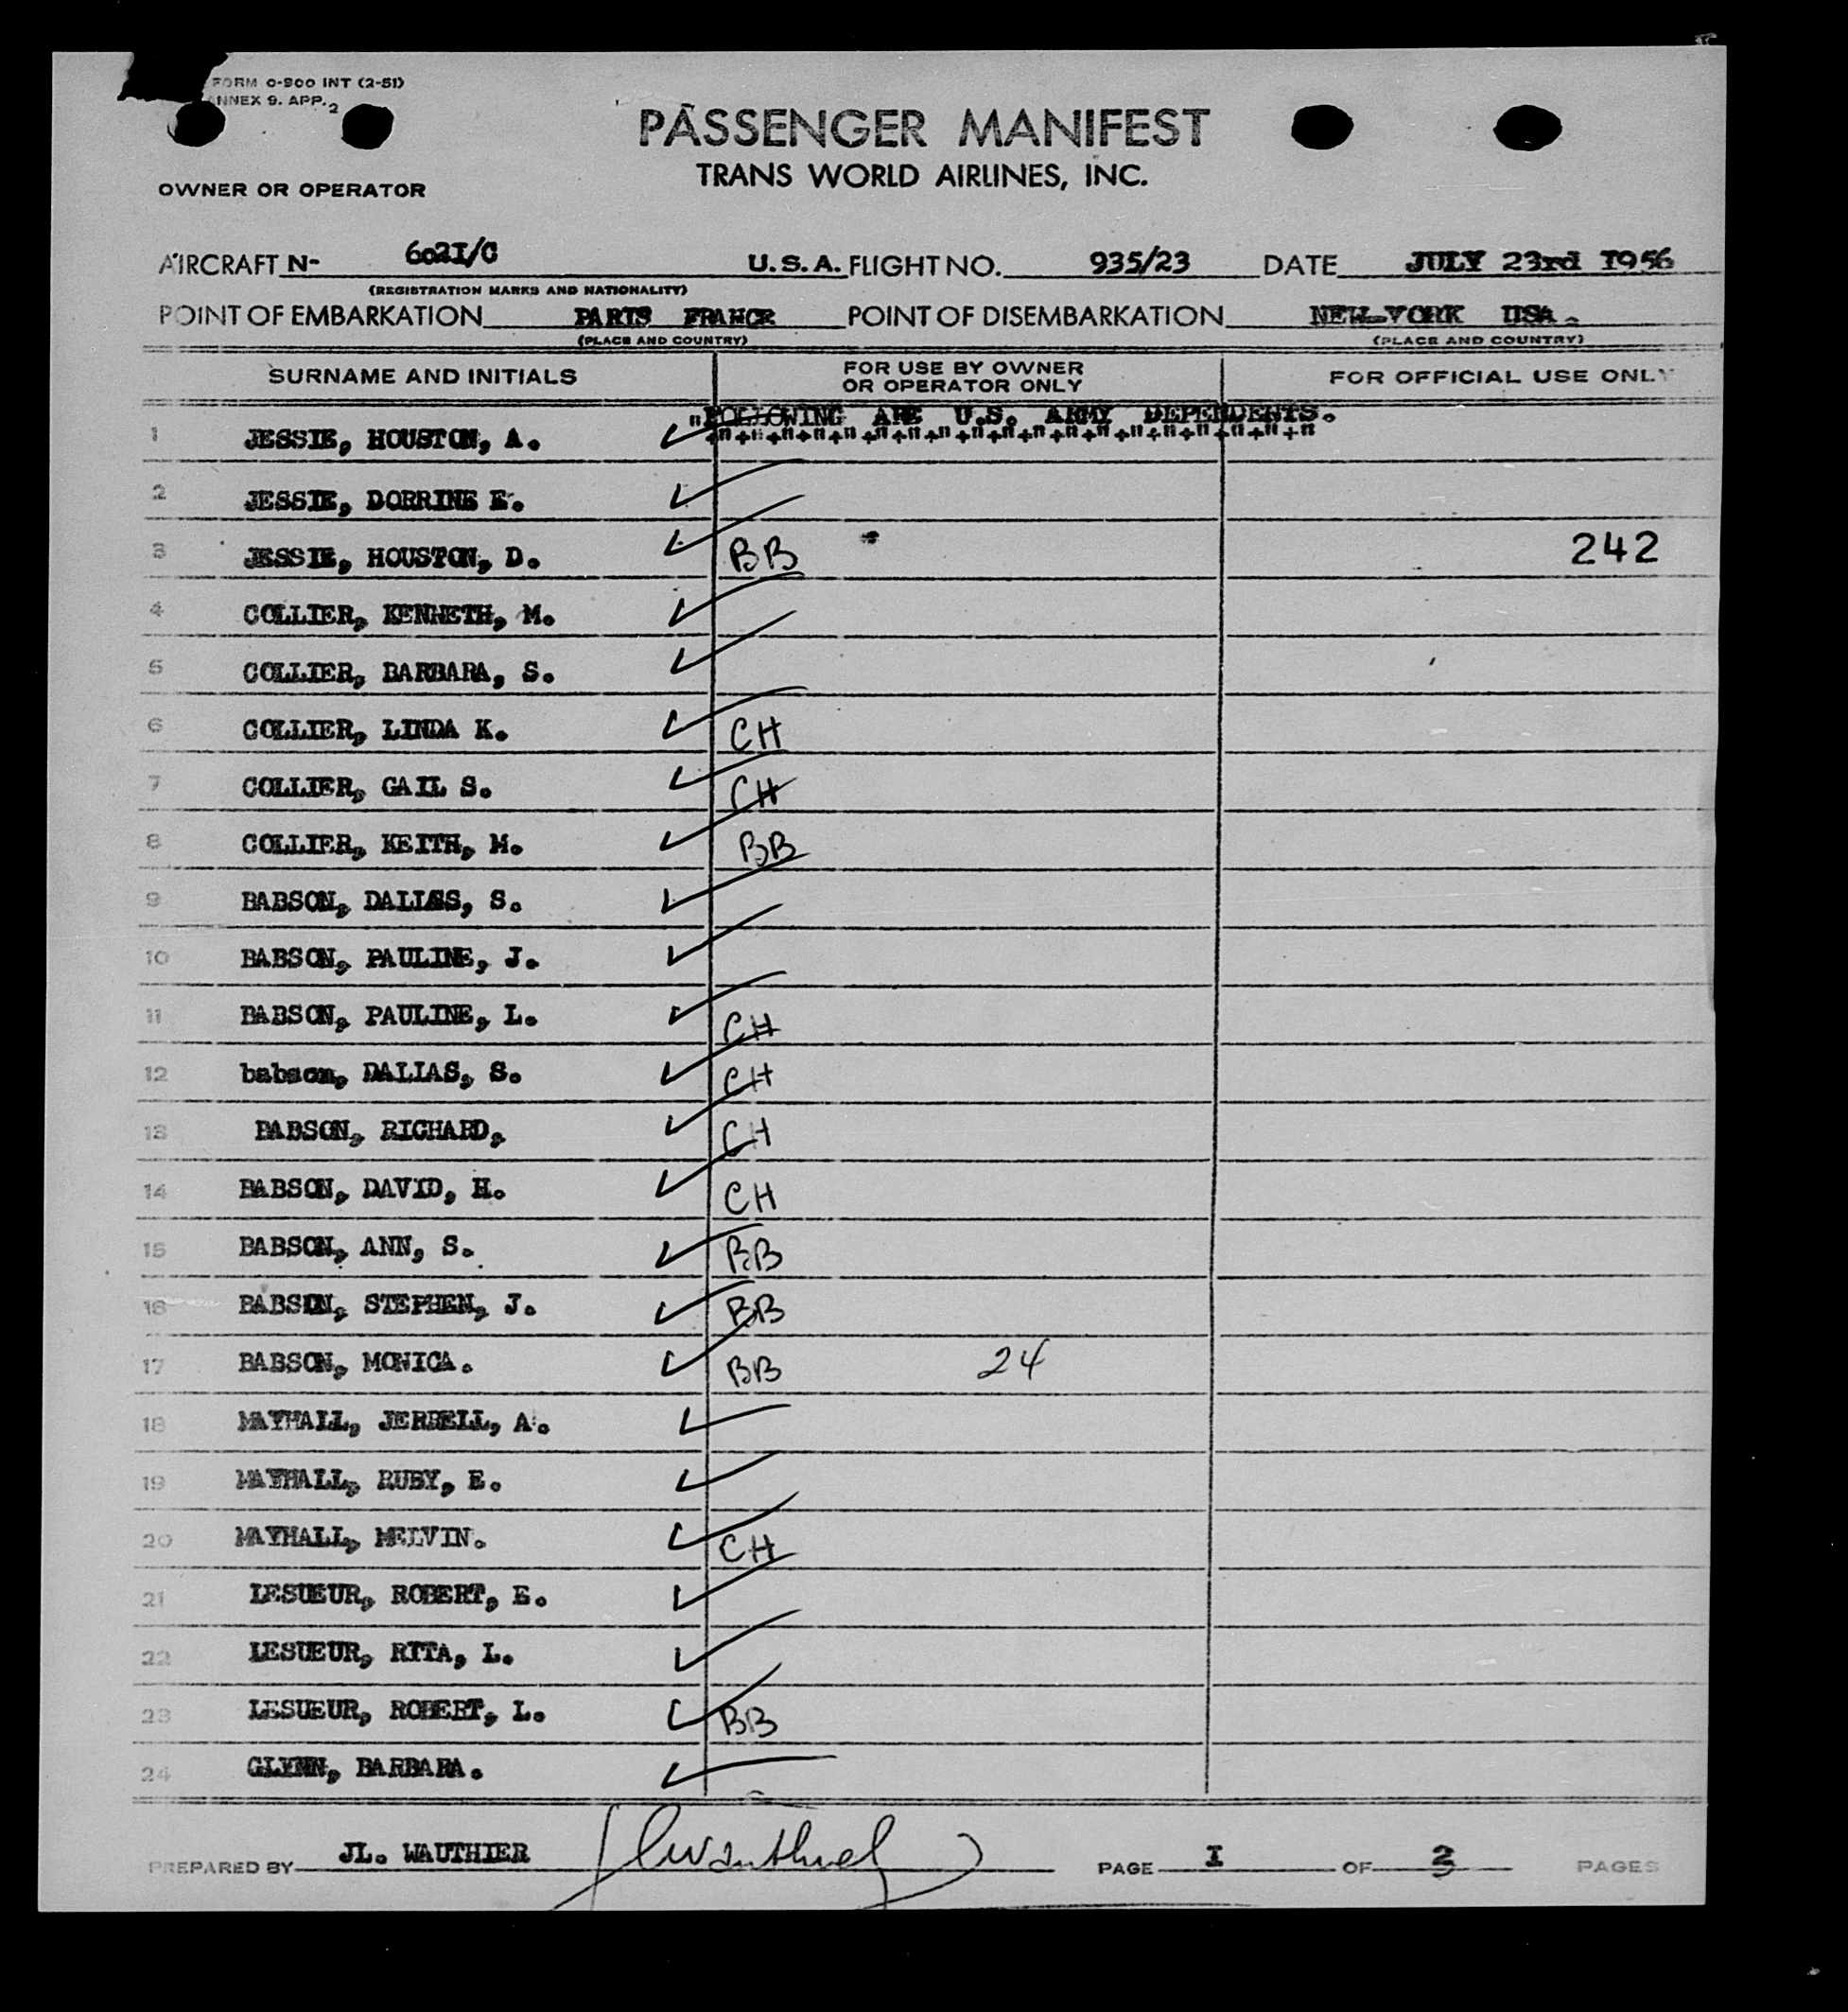 FORM 0-900 INT (2-51)
ANNEX 9. APP. 2
PASSENGER MANIFEST
TRANS WORLD AIRLINES, INC.
OWNER OR OPERATOR
AIRCRAFT N- 602I/C U.S.A. FLIGHT NO. 935/23 DATE JULY 23rd I956
(REGISTRATION MARKS AND NATIONALITY)
POINT OF EMBARKATION PARIS FRANCE POINT OF DISEMBARKATION NEW-YORK USA.
(PLACE AND COUNTRY) (PLACE AND COUNTRY)
SURNAME AND INITIALS FOR USE BY OWNER OR OPERATOR ONLY FOR OFFICIAL USE ONLY
"FOLLOWING ARE U.S. ARMY DEPENDENTS.
1 JESSIE, HOUSTON, A. ✓ +"+"+"+"+"+"+"+"+"+"+"+"+"+"+"+"+"+"+"
2 JESSIE, DORRINE E. ✓
3 JESSIE, HOUSTON, D. ✓ BB 242
4 COLLIER, KENNETH, M. ✓
5 COLLIER, BARBARA, S. ✓
6 COLLIER, LINDA K. ✓ CH
7 COLLIER, GAIL S. ✓ CH
8 COLLIER, KEITH, M. ✓ BB
9 BABSON, DALIAS, S. ✓
10 BABSON, PAULINE, J. ✓
11 BABSON, PAULINE, L. ✓ CH
12 babson, DALIAS, S. ✓ CH
13 BABSON, RICHARD, ✓ CH
14 BABSON, DAVID, H. ✓ CH
15 BABSON, ANN, S. ✓ BB
16 BABSIN, STEPHEN, J. ✓ BB
17 BABSON, MONICA. ✓ BB 24
18 MAYHALL, JERRELL, A. ✓
19 MAYHALL, RUBY, E. ✓
20 MAYHALL, MELVIN. ✓ CH
21 LESUEUR, ROBERT, E. ✓
22 LESUEUR, RITA, L. ✓
23 LESUEUR, ROBERT, L. ✓ BB
24 GLYNN, BARBARA. ✓
PREPARED BY JL. WAUTHIER JLWauthier PAGE I OF 3 PAGES